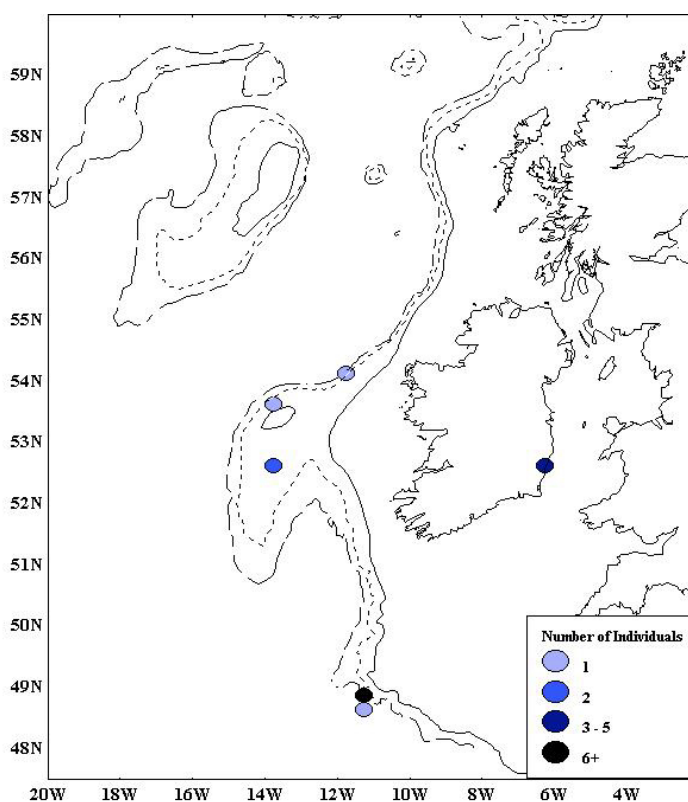 59N
58N
57N
56N
55N
54N
53N
52N
51N
50N
49N
48N
Number of Individuals
1
2
3 - 5
6+
20W 18W 16W 14W 12W 10W 8W 6W 4W